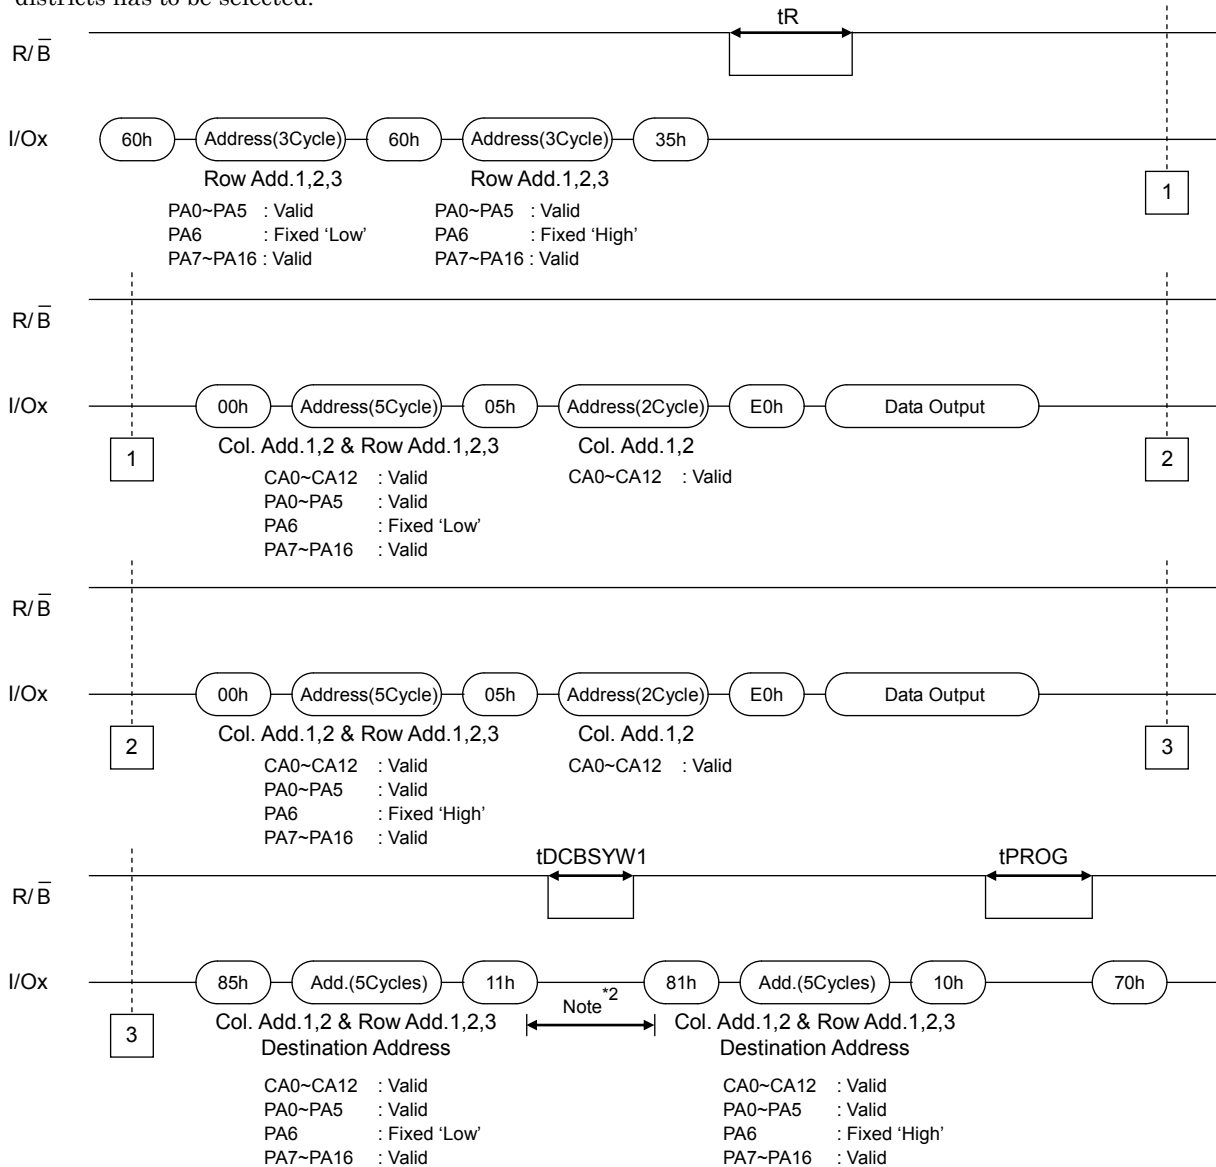 districts has to be selected.
tR
R/B̅
I/Ox
60h Address(3Cycle) 60h Address(3Cycle) 35h
Row Add.1,2,3 Row Add.1,2,3
1
PA0~PA5 : Valid PA0~PA5 : Valid
PA6 : Fixed ‘Low’ PA6 : Fixed ‘High’
PA7~PA16 : Valid PA7~PA16 : Valid
R/B̅
I/Ox
00h Address(5Cycle) 05h Address(2Cycle) E0h Data Output
1
Col. Add.1,2 & Row Add.1,2,3 Col. Add.1,2
2
CA0~CA12 : Valid CA0~CA12 : Valid
PA0~PA5 : Valid
PA6 : Fixed ‘Low’
PA7~PA16 : Valid
R/B̅
I/Ox
00h Address(5Cycle) 05h Address(2Cycle) E0h Data Output
2
Col. Add.1,2 & Row Add.1,2,3 Col. Add.1,2
3
CA0~CA12 : Valid CA0~CA12 : Valid
PA0~PA5 : Valid
PA6 : Fixed ‘High’
PA7~PA16 : Valid
tDCBSYW1 tPROG
R/B̅
I/Ox
85h Add.(5Cycles) 11h Note*2 81h Add.(5Cycles) 10h 70h
3
Col. Add.1,2 & Row Add.1,2,3 Col. Add.1,2 & Row Add.1,2,3
Destination Address Destination Address
CA0~CA12 : Valid CA0~CA12 : Valid
PA0~PA5 : Valid PA0~PA5 : Valid
PA6 : Fixed ‘Low’ PA6 : Fixed ‘High’
PA7~PA16 : Valid PA7~PA16 : Valid